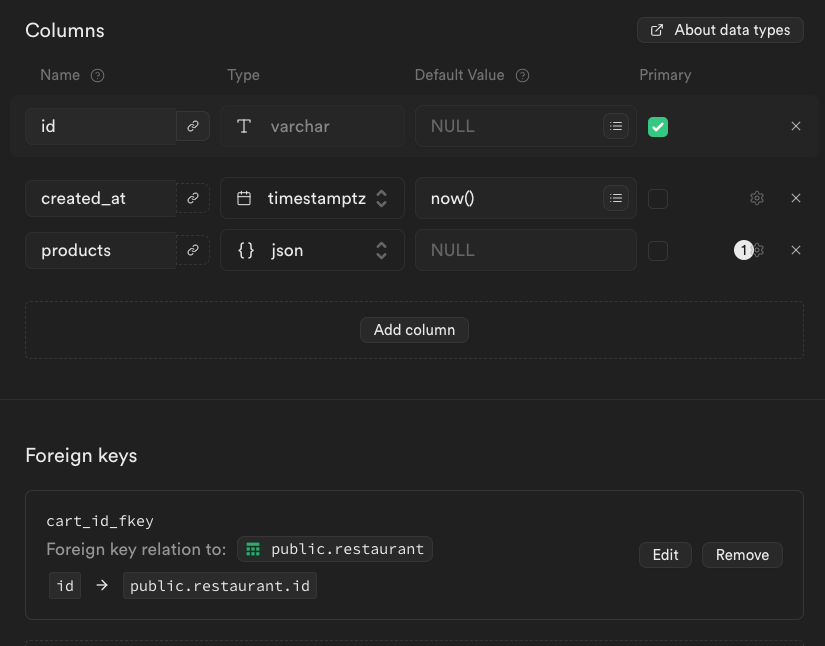 Columns
About data types
Name Type Default Value Primary
id varchar NULL
created_at timestamptz now()
products {} json NULL 1
Add column
Foreign keys
cart_id_fkey
Foreign key relation to: public.restaurant
Edit Remove
id → public.restaurant.id